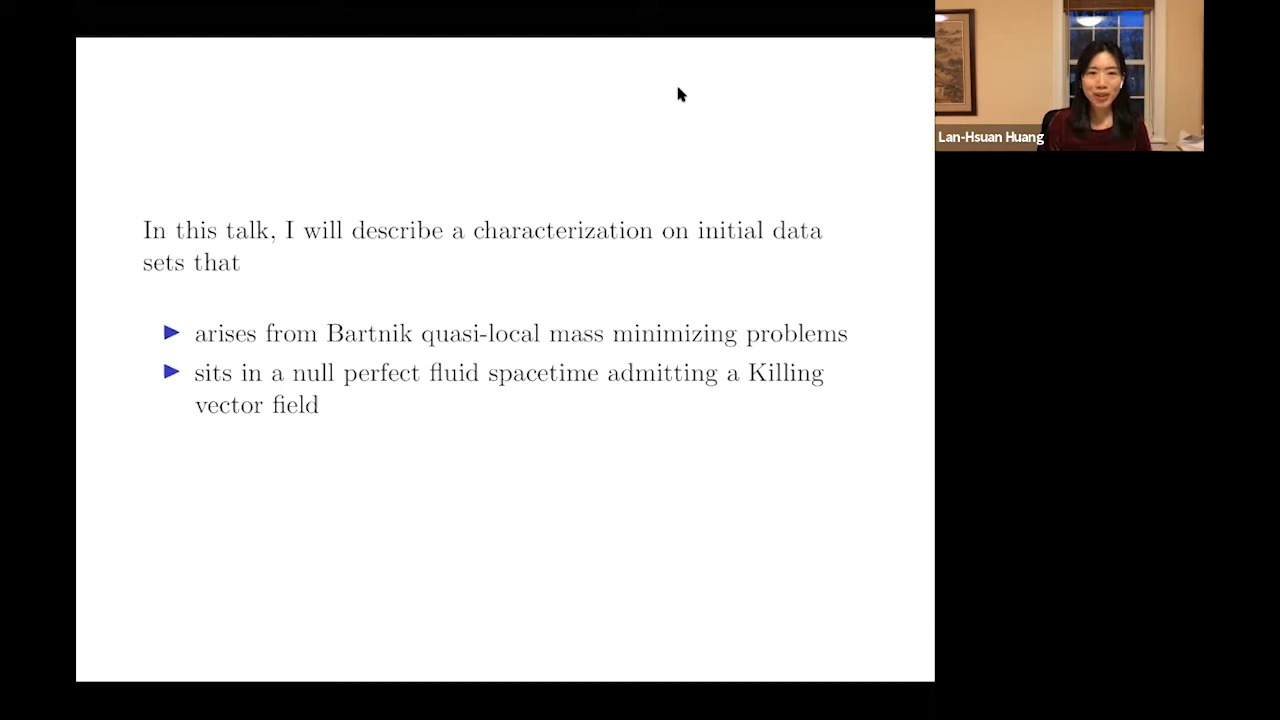 In this talk, I will describe a characterization on initial data
sets that
▶ arises from Bartnik quasi-local mass minimizing problems
▶ sits in a null perfect fluid spacetime admitting a Killing
vector field
Lan-Hsuan Huang